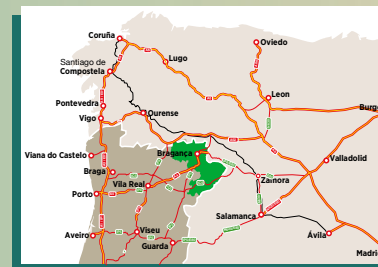 Coruña
Oviedo
Santiago de
Compostela
Lugo
Leon
Pontevedra
Vigo
Ourense
Burgo
Viana do Castelo
Bragança
Valladolid
Braga
Vila Real
Zamora
Porto
Salamanca
Aveiro
Viseu
Ávila
Guarda
Madri